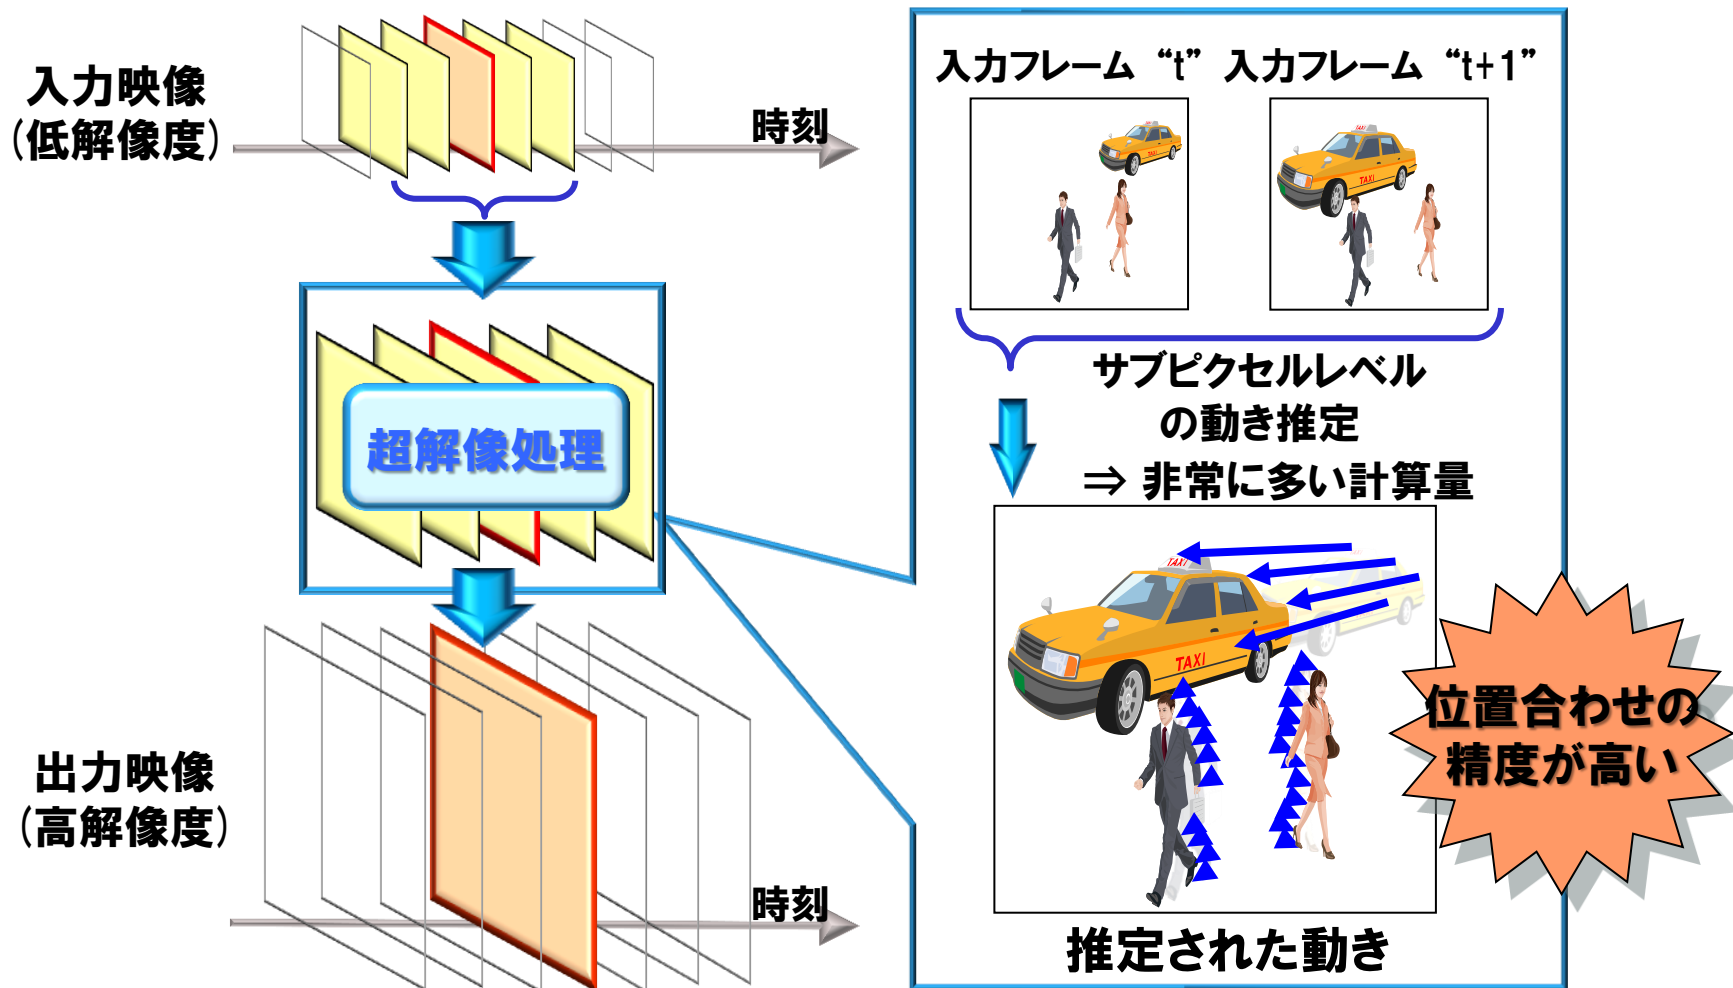 入力映像
(低解像度)
時刻
超解像処理
出力映像
(高解像度)
時刻
入力フレーム “t”
入力フレーム “t+1”
TAXI
TAXI
TAXI
TAXI
サブピクセルレベル
の動き推定
⇒ 非常に多い計算量
TAXI
TAXI
位置合わせの
精度が高い
推定された動き